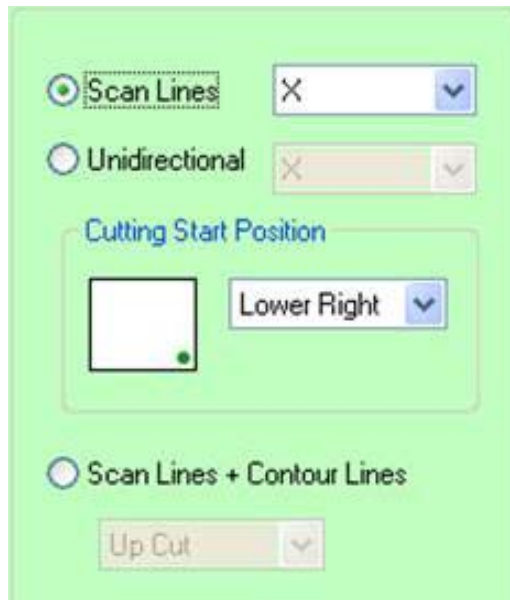 Scan Lines X
Unidirectional X
Cutting Start Position
Lower Right
Scan Lines + Contour Lines
Up Cut